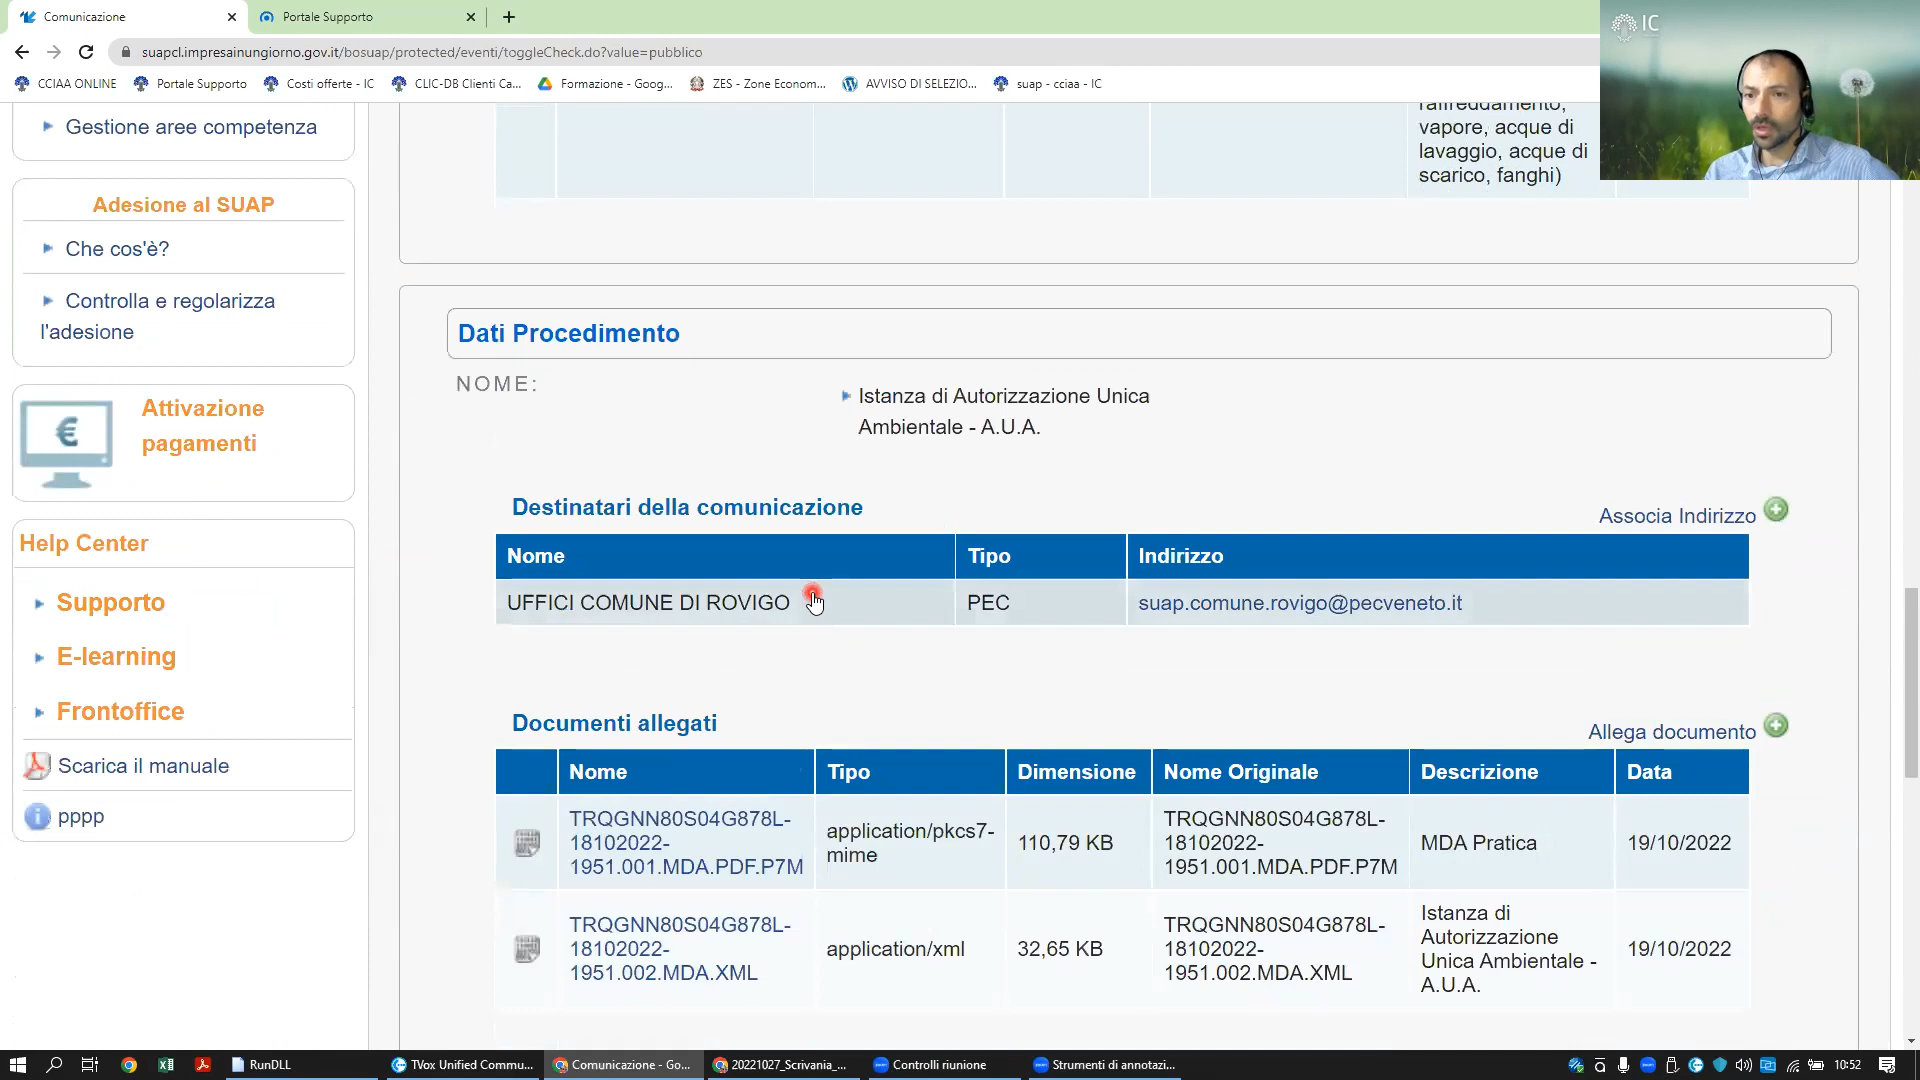 Comunicazione
Portale Supporto
suapcl.impresainungiorno.gov.it/bosuap/protected/eventi/toggleCheck.do?value=pubblico
CCIAA ONLINE
Portale Supporto
Costi offerte - IC
CLIC-DB Clienti Ca...
Formazione - Goog...
ZES - Zone Econom...
AVVISO DI SELEZIO...
suap - cciaa - IC
IC
Gestione aree competenza
Adesione al SUAP
Che cos'è?
Controlla e regolarizza
l'adesione
Attivazione
pagamenti
€
Help Center
Supporto
E-learning
Frontoffice
Scarica il manuale
pppp
raffreddamento,
vapore, acque di
lavaggio, acque di
scarico, fanghi)
Dati Procedimento
NOME:
Istanza di Autorizzazione Unica
Ambientale - A.U.A.
Destinatari della comunicazione
Associa Indirizzo
Nome
Tipo
Indirizzo
UFFICI COMUNE DI ROVIGO
PEC
suap.comune.rovigo@pecveneto.it
Documenti allegati
Allega documento
Nome
Tipo
Dimensione
Nome Originale
Descrizione
Data
TRQGNN80S04G878L-
18102022-
1951.001.MDA.PDF.P7M
application/pkcs7-
mime
110,79 KB
TRQGNN80S04G878L-
18102022-
1951.001.MDA.PDF.P7M
MDA Pratica
19/10/2022
TRQGNN80S04G878L-
18102022-
1951.002.MDA.XML
application/xml
32,65 KB
TRQGNN80S04G878L-
18102022-
1951.002.MDA.XML
Istanza di
Autorizzazione
Unica Ambientale -
A.U.A.
19/10/2022
RunDLL
TVox Unified Commu...
Comunicazione - Go...
20221027_Scrivania_...
Controlli riunione
Strumenti di annotazi...
10:52